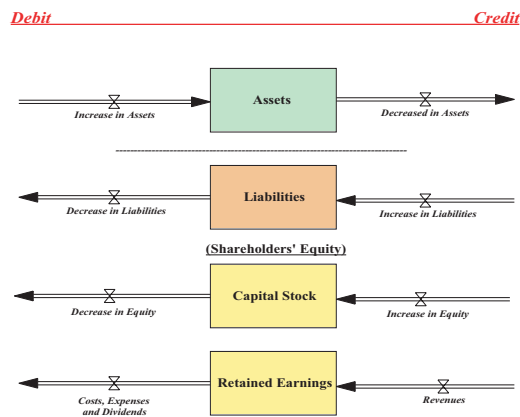 Debit Credit
Assets
Increase in Assets Decreased in Assets
Liabilities
Decrease in Liabilities Increase in Liabilities
(Shareholders' Equity)
Capital Stock
Decrease in Equity Increase in Equity
Retained Earnings
Costs, Expenses Revenues
and Dividends